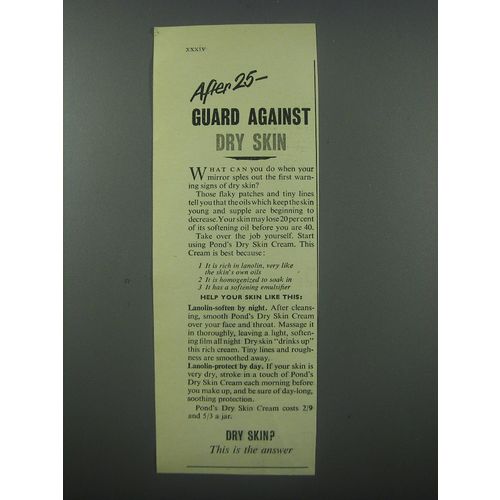 XXXIV
After 25—
GUARD AGAINST
DRY SKIN
WHAT CAN you do when your
mirror spies out the first warn-
ing signs of dry skin?
Those flaky patches and tiny lines
tell you that the oils which keep the skin
young and supple are beginning to
decrease. Your skin may lose 20 per cent
of its softening oil before you are 40.
Take over the job yourself. Start
using Pond's Dry Skin Cream. This
Cream is best because:
1 It is rich in lanolin, very like
the skin's own oils
2 It is homogenized to soak in
3 It has a softening emulsifier
HELP YOUR SKIN LIKE THIS:
Lanolin-soften by night. After cleans-
ing, smooth Pond's Dry Skin Cream
over your face and throat. Massage it
in thoroughly, leaving a light, soften-
ing film all night. Dry skin "drinks up"
this rich cream. Tiny lines and rough-
ness are smoothed away.
Lanolin-protect by day. If your skin is
very dry, stroke in a touch of Pond's
Dry Skin Cream each morning before
you make up, and be sure of day-long,
soothing protection.
Pond's Dry Skin Cream costs 2/9
and 5/3 a jar.
DRY SKIN?
This is the answer